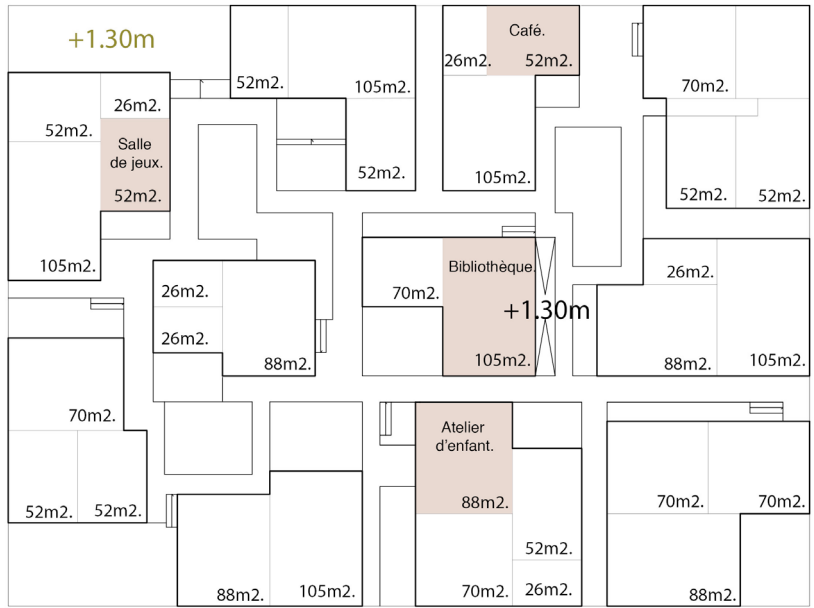 +1.30m
52m2.
105m2.
52m2.
Café.
26m2.
52m2.
105m2.
70m2.
52m2.
52m2.
26m2.
52m2.
Salle
de jeux.
52m2.
105m2.
26m2.
26m2.
88m2.
Bibliothèque.
70m2.
+1.30m
105m2.
26m2.
88m2.
105m2.
70m2.
52m2.
52m2.
88m2.
105m2.
Atelier
d'enfant.
88m2.
52m2.
70m2.
26m2.
70m2.
70m2.
88m2.